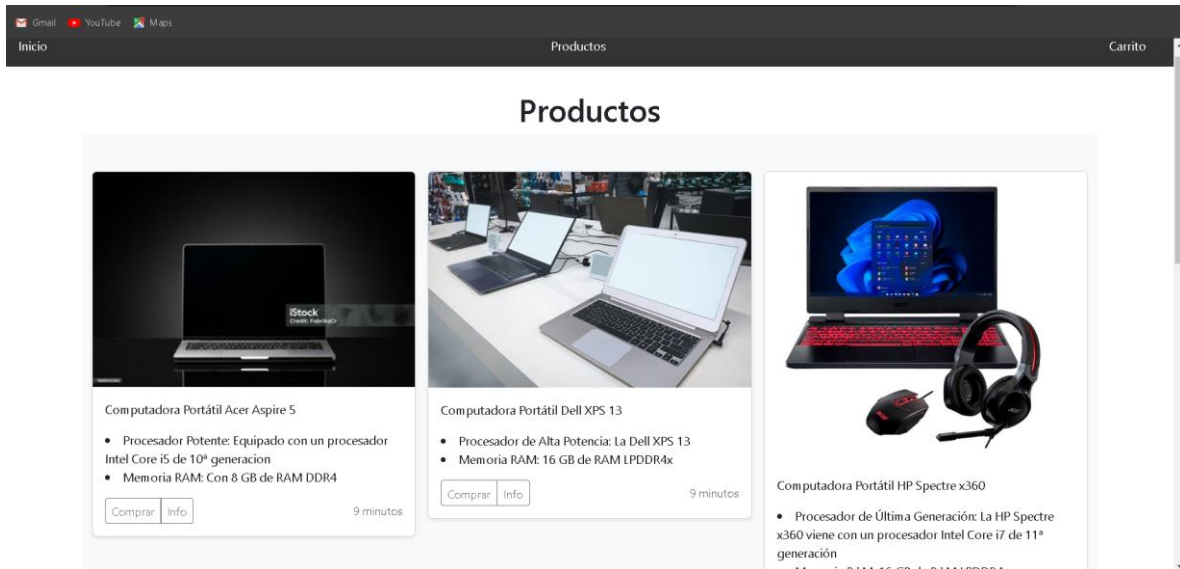 Gmail YouTube Maps
Inicio Productos Carrito
Productos
iStock
Credit: FabrikaCr
Computadora Portátil Acer Aspire 5
• Procesador Potente: Equipado con un procesador
Intel Core i5 de 10ª generacion
• Memoria RAM: Con 8 GB de RAM DDR4
Comprar Info 9 minutos
Computadora Portátil Dell XPS 13
• Procesador de Alta Potencia: La Dell XPS 13
• Memoria RAM: 16 GB de RAM LPDDR4x
Comprar Info 9 minutos
acer
Computadora Portátil HP Spectre x360
• Procesador de Última Generación: La HP Spectre
x360 viene con un procesador Intel Core i7 de 11ª
generación